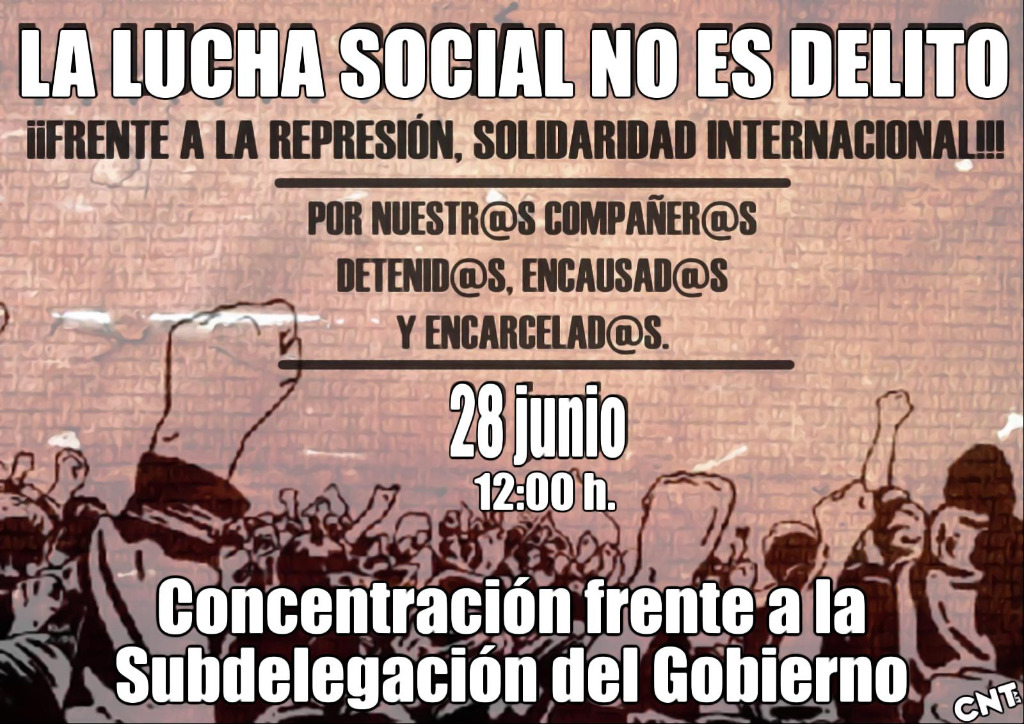 LA LUCHA SOCIAL NO ES DELITO
¡¡FRENTE A LA REPRESIÓN, SOLIDARIDAD INTERNACIONAL!!!
POR NUESTR@S COMPAÑER@S
DETENID@S, ENCAUSAD@S
Y ENCARCELAD@S.
28 junio
12:00 h.
Concentración frente a la
Subdelegación del Gobierno
CNT